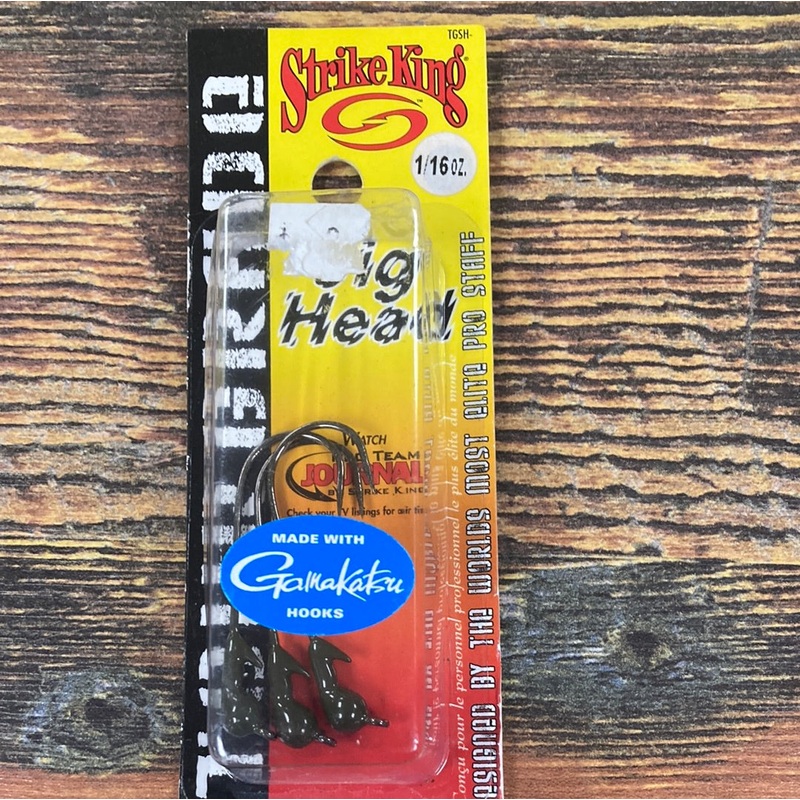 TGSH-
Strike King®
1/16 OZ.
Jig
Head
WATCH
PRO TEAM
JOURNAL
BY STRIKE KING
Check your TV listings for air
MADE WITH
Gamakatsu
HOOKS
DESIGNED BY THE WORLDS MOST ELITE PRO STAFF
Conçu pour le personnel professionnel le plus élite du monde